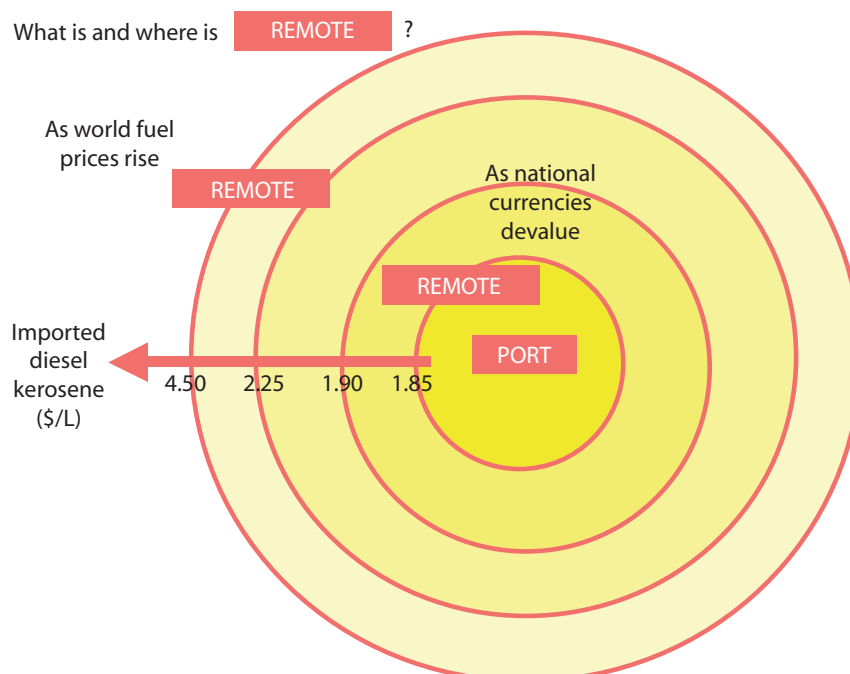 What is and where is REMOTE ?
As world fuel
prices rise
REMOTE
As national
currencies
devalue
REMOTE
PORT
Imported
diesel
kerosene
($/L)
4.50 2.25 1.90 1.85